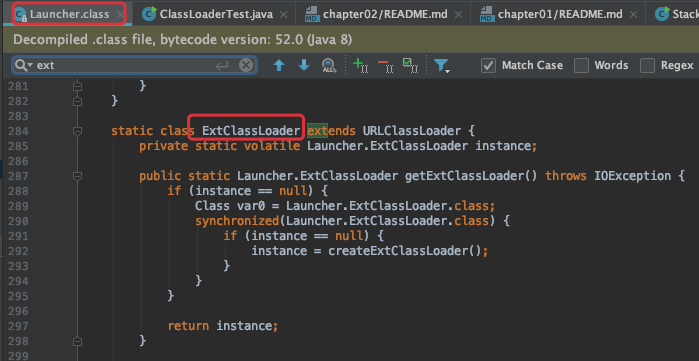 Launcher.class × ClassLoaderTest.java × chapter02/README.md × chapter01/README.md × Stack
Decompiled .class file, bytecode version: 52.0 (Java 8)
ext Match Case Words Regex
281 }
282 }
283
284 static class ExtClassLoader extends URLClassLoader {
285 private static volatile Launcher.ExtClassLoader instance;
286
287 public static Launcher.ExtClassLoader getExtClassLoader() throws IOException {
288 if (instance == null) {
289 Class var0 = Launcher.ExtClassLoader.class;
290 synchronized(Launcher.ExtClassLoader.class) {
291 if (instance == null) {
292 instance = createExtClassLoader();
293 }
294 }
295 }
296
297 return instance;
298 }
299